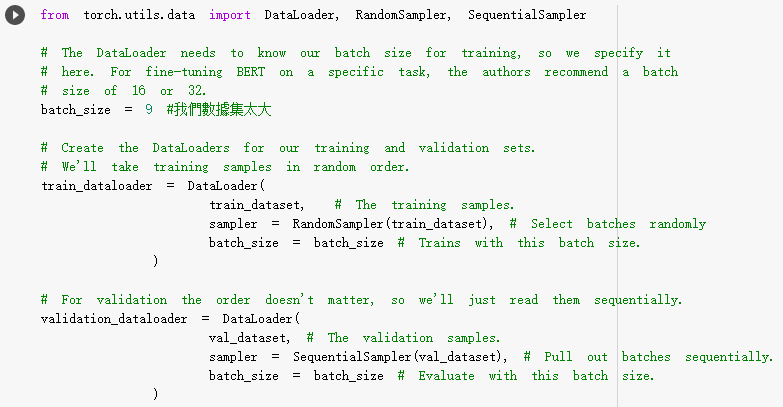 from torch.utils.data import DataLoader, RandomSampler, SequentialSampler
# The DataLoader needs to know our batch size for training, so we specify it
# here. For fine-tuning BERT on a specific task, the authors recommend a batch
# size of 16 or 32.
batch_size = 9 #我們數據集太大
# Create the DataLoaders for our training and validation sets.
# We'll take training samples in random order.
train_dataloader = DataLoader(
train_dataset, # The training samples.
sampler = RandomSampler(train_dataset), # Select batches randomly
batch_size = batch_size # Trains with this batch size.
)
# For validation the order doesn't matter, so we'll just read them sequentially.
validation_dataloader = DataLoader(
val_dataset, # The validation samples.
sampler = SequentialSampler(val_dataset), # Pull out batches sequentially.
batch_size = batch_size # Evaluate with this batch size.
)